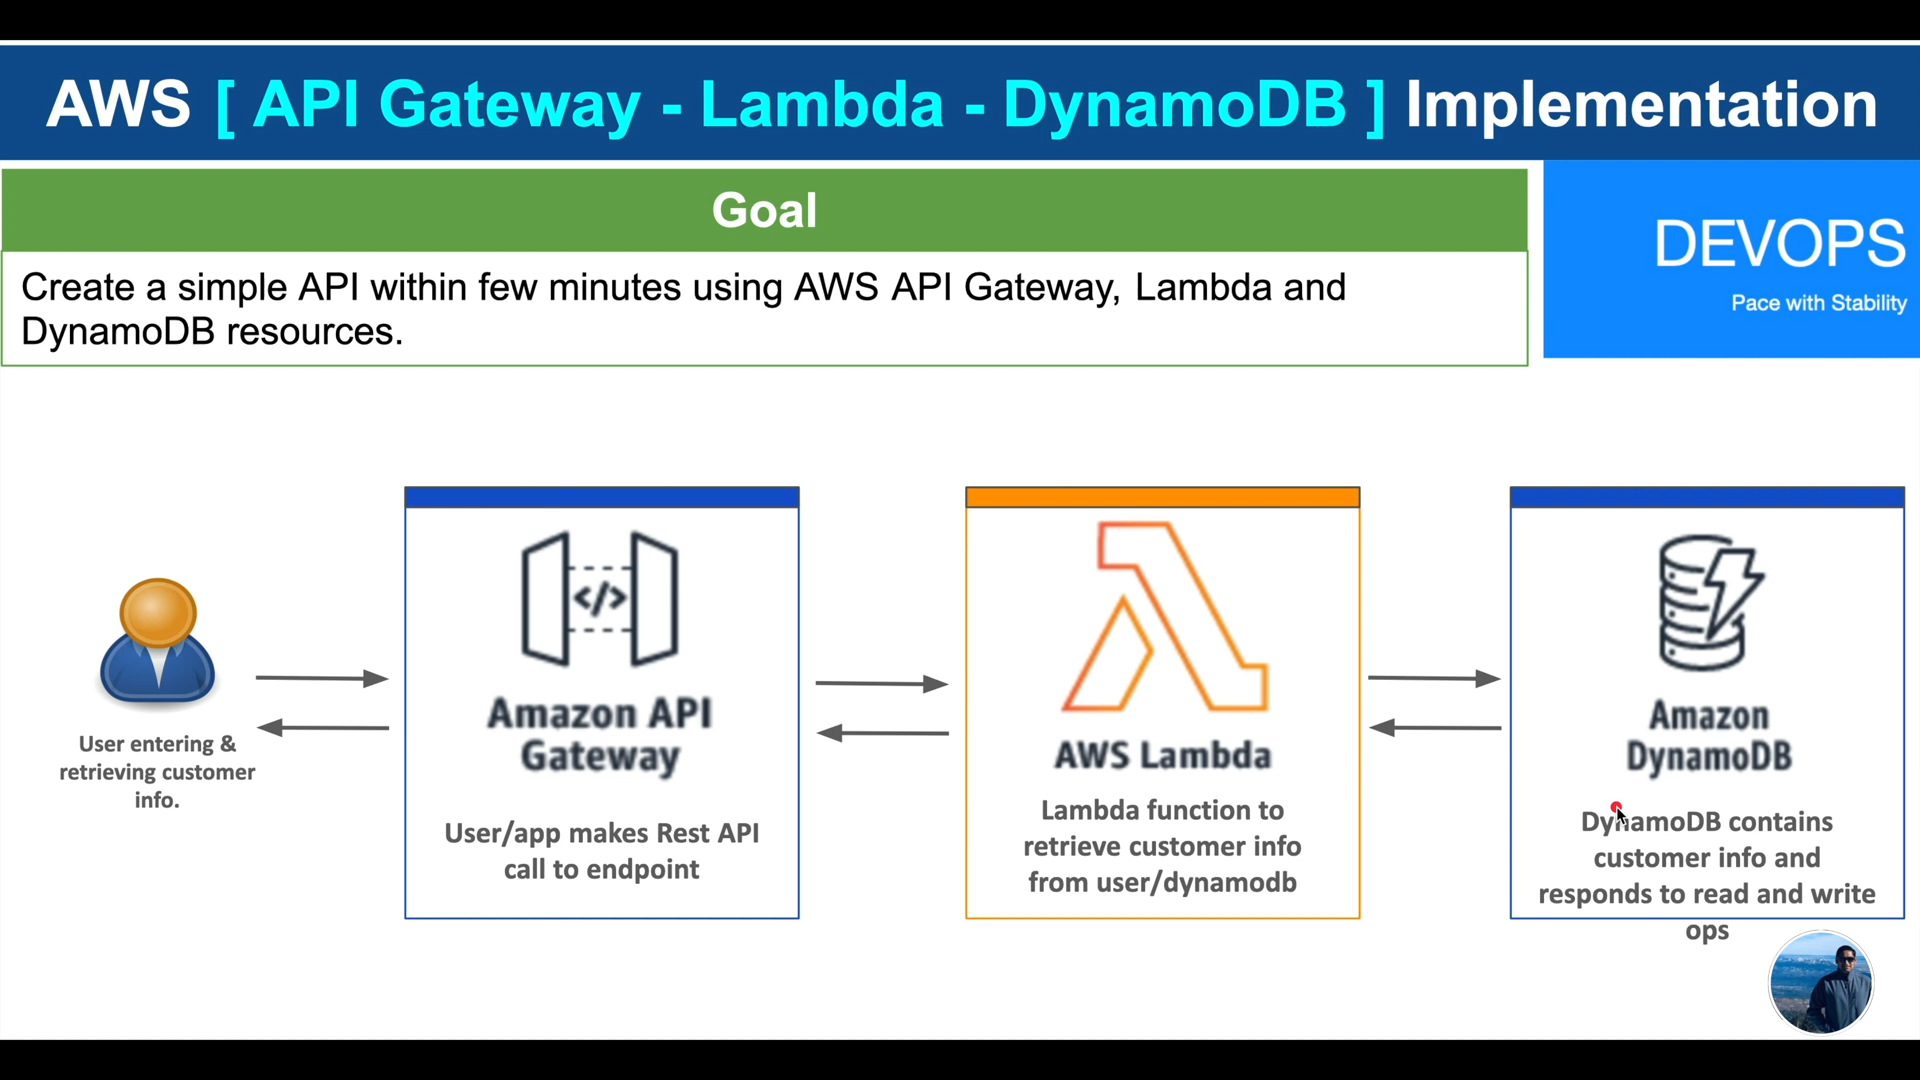 AWS [ API Gateway - Lambda - DynamoDB ] Implementation
Goal
Create a simple API within few minutes using AWS API Gateway, Lambda and
DynamoDB resources.
DEVOPS
Pace with Stability
User entering &
retrieving customer
info.
</>
Amazon API
Gateway
User/app makes Rest API
call to endpoint
AWS Lambda
Lambda function to
retrieve customer info
from user/dynamodb
Amazon
DynamoDB
DynamoDB contains
customer info and
responds to read and write
ops